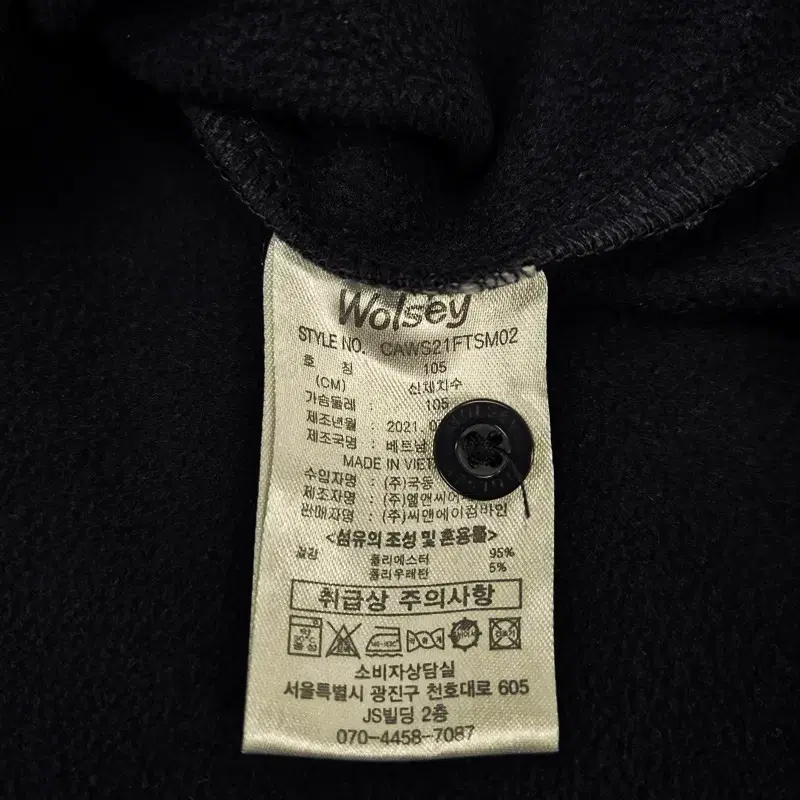 Wolsey
STYLE NO. CAWS21FTSM02
호 칭 105
(CM) 신체치수
가슴둘레 : 105
제조년월 : 2021.
제조국명 : 베트남
MADE IN
수입자명 : (주)국동
제조자명 : (주)엘앤씨
판매자명 : (주)씨앤에이컴바인
<섬유의 조성 및 혼용률>
겉감 폴리에스터 95%
폴리우레탄 5%
취급상 주의사항
소비자상담실
서울특별시 광진구 천호대로 605
JS빌딩 2층
070-4458-7087